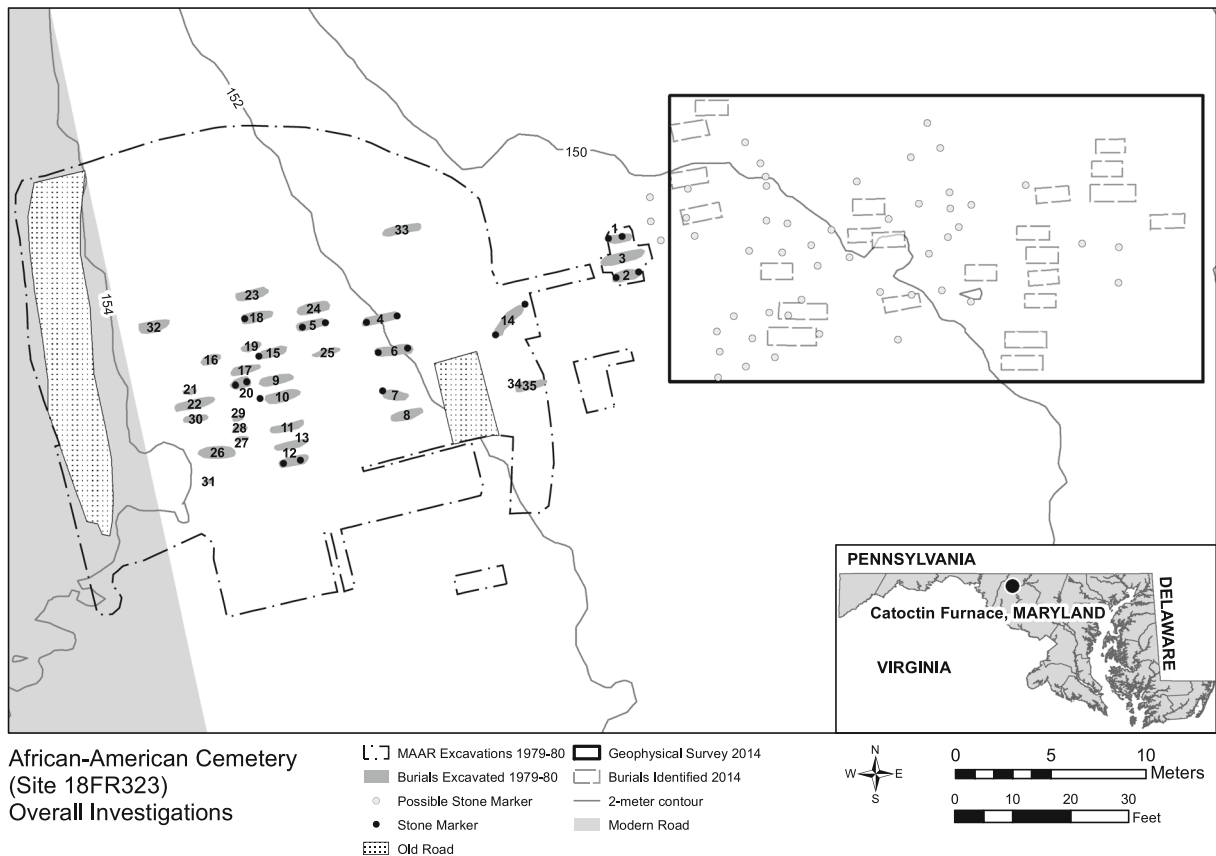 152
150
154
33
1
3
2
23
18
24
5
4
14
32
19
15
25
6
16
17
9
34 35
21
20
10
7
22
30
29
8
28
11
27
13
26
12
31
PENNSYLVANIA
DELAWARE
Catoctin Furnace, MARYLAND
VIRGINIA
African-American Cemetery
(Site 18FR323)
Overall Investigations
MAAR Excavations 1979-80
Burials Excavated 1979-80
Possible Stone Marker
Stone Marker
Old Road
Geophysical Survey 2014
Burials Identified 2014
2-meter contour
Modern Road
N
W E
S
0 5 10
Meters
0 10 20 30
Feet